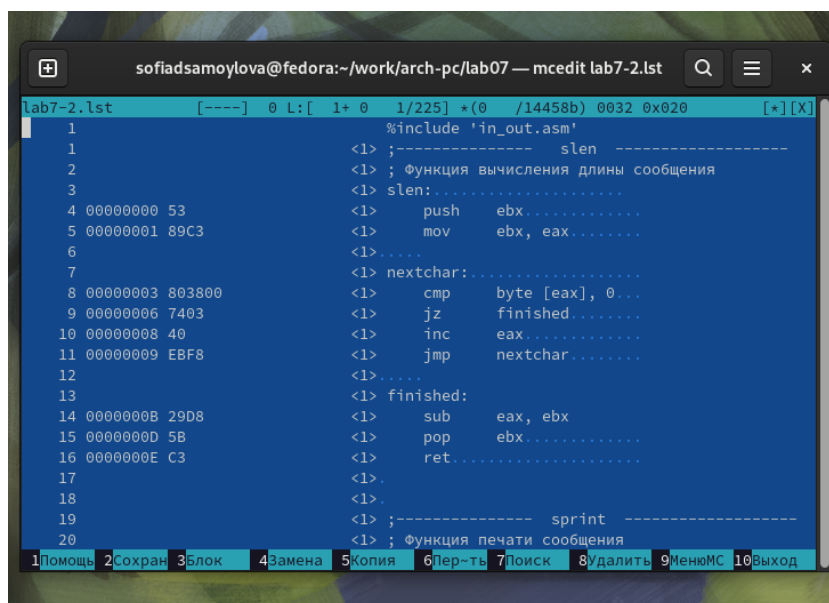 sofiadsamoylova@fedora:~/work/arch-pc/lab07 — mcedit lab7-2.lst
lab7-2.lst [----] 0 L:[ 1+ 0 1/225] *(0 /14458b) 0032 0x020 [*][X]
1 %include 'in_out.asm'
1 <1> ;--------------- slen -------------------
2 <1> ; Функция вычисления длины сообщения
3 <1> slen:.....................
4 00000000 53 <1> push ebx.............
5 00000001 89C3 <1> mov ebx, eax........
6 <1>.....
7 <1> nextchar:...................
8 00000003 803800 <1> cmp byte [eax], 0...
9 00000006 7403 <1> jz finished........
10 00000008 40 <1> inc eax.............
11 00000009 EBF8 <1> jmp nextchar........
12 <1>.....
13 <1> finished:
14 0000000B 29D8 <1> sub eax, ebx
15 0000000D 5B <1> pop ebx.............
16 0000000E C3 <1> ret.....................
17 <1>.
18 <1>.
19 <1> ;--------------- sprint -------------------
20 <1> ; Функция печати сообщения
1Помощь 2Сохран 3Блок 4Замена 5Копия 6Пер~ть 7Поиск 8Удалить 9МенюMC 10Выход